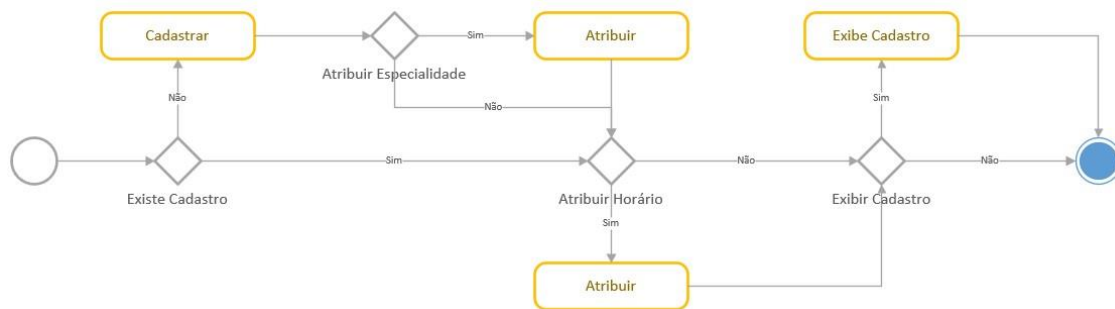 Cadastrar
Sim
Atribuir
Exibe Cadastro
Atribuir Especialidade
Não
Não
Sim
Sim
Não
Não
Existe Cadastro
Atribuir Horário
Exibir Cadastro
Sim
Atribuir